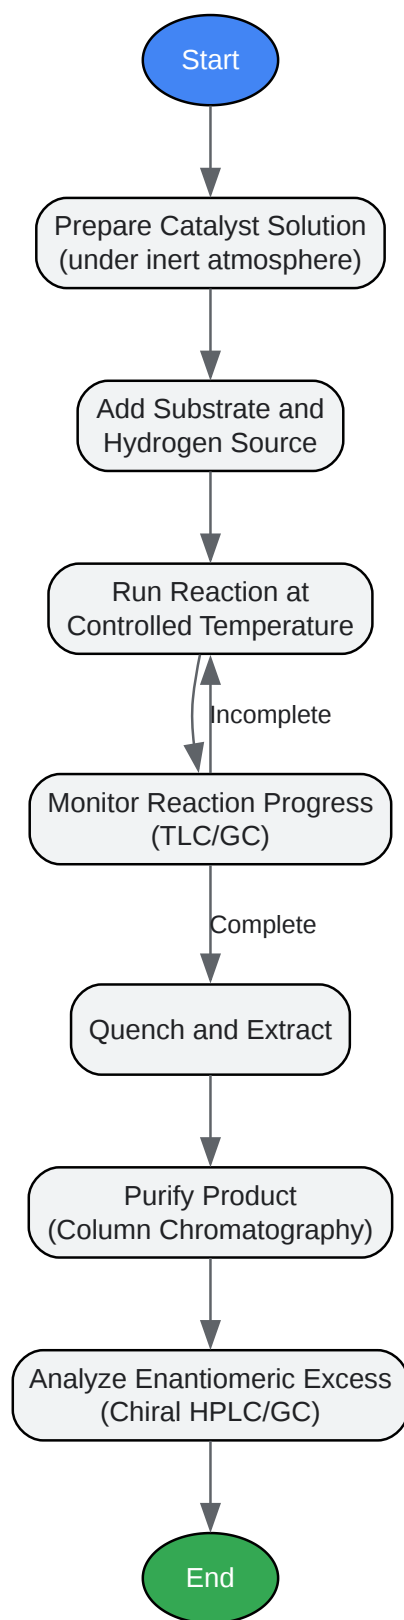 Start
Prepare Catalyst Solution
(under inert atmosphere)
Add Substrate and
Hydrogen Source
Run Reaction at
Controlled Temperature
Incomplete
Monitor Reaction Progress
(TLC/GC)
Complete
Quench and Extract
Purify Product
(Column Chromatography)
Analyze Enantiomeric Excess
(Chiral HPLC/GC)
End